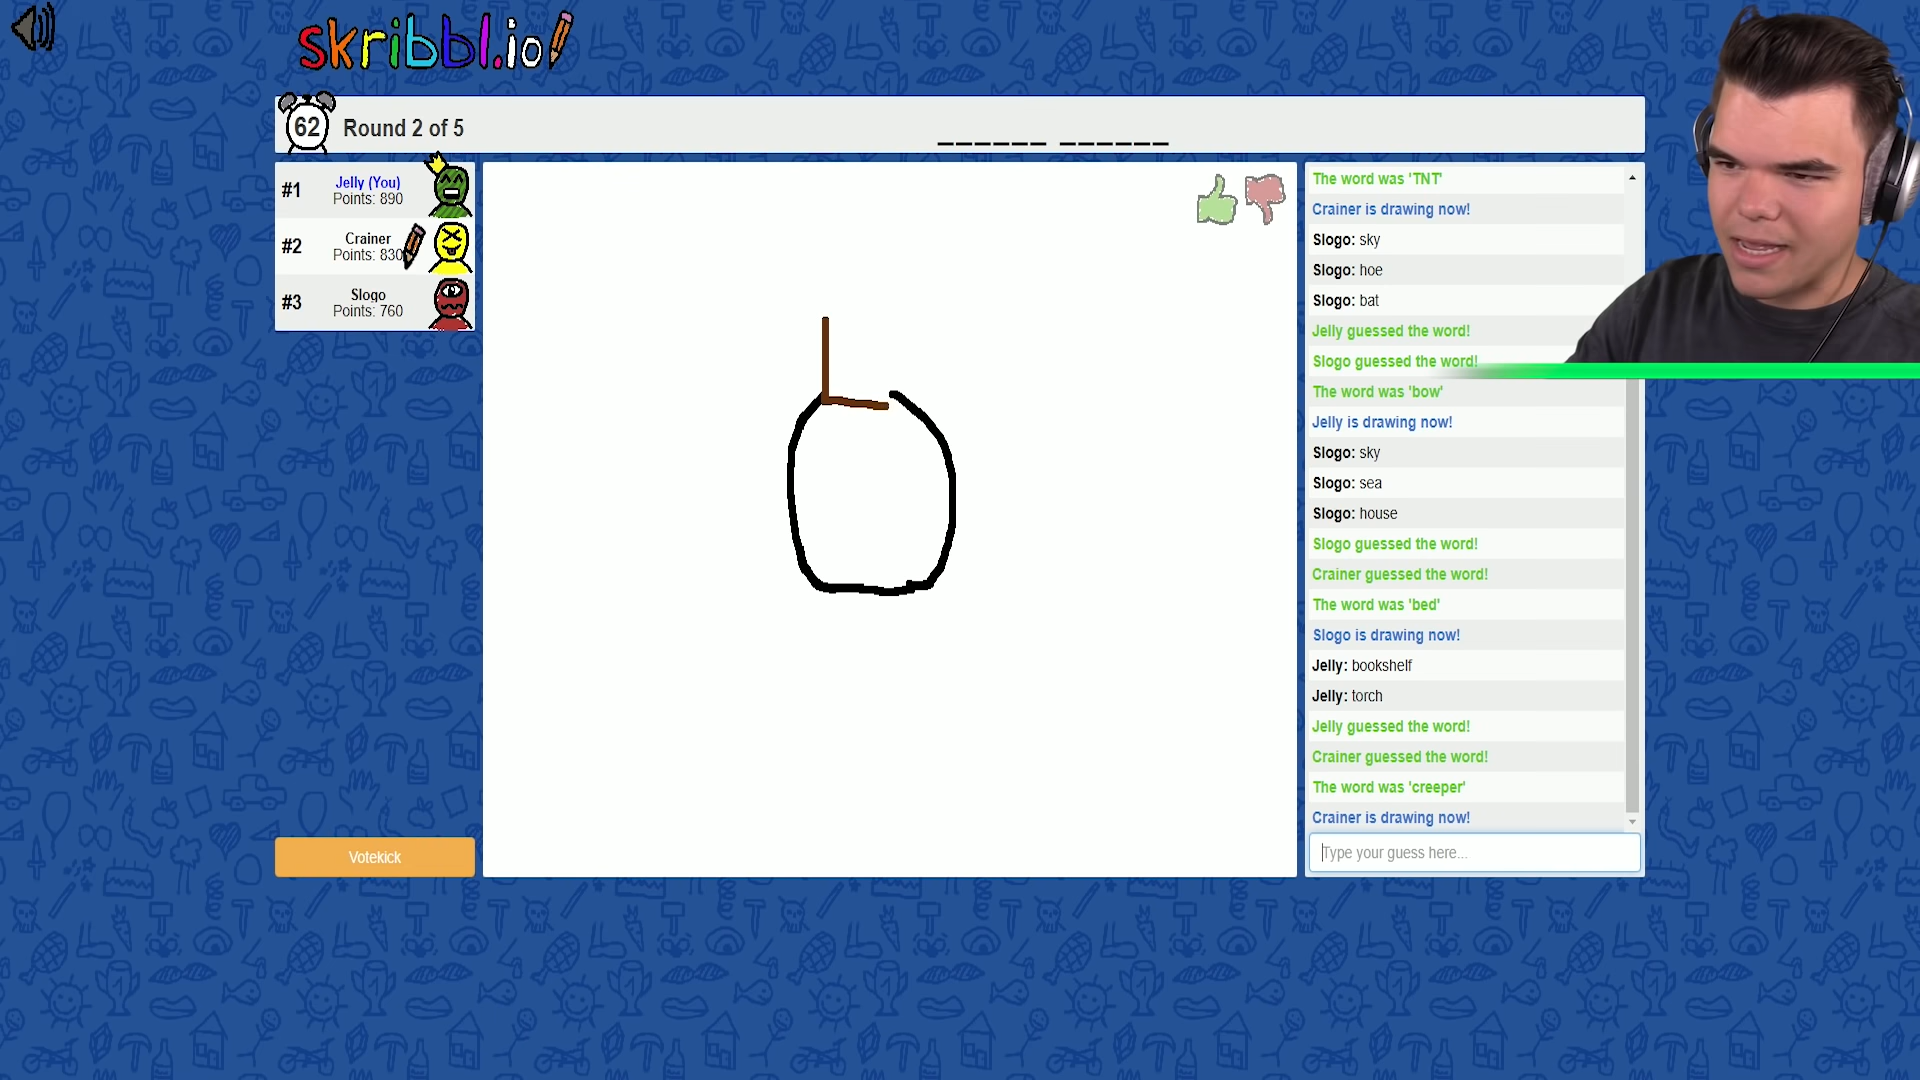 skribbl.io
62
Round 2 of 5
______ ______
#1
Jelly (You)
Points: 890
#2
Crainer
Points: 830
#3
Slogo
Points: 760
Votekick
The word was 'TNT'
Crainer is drawing now!
Slogo: sky
Slogo: hoe
Slogo: bat
Jelly guessed the word!
Slogo guessed the word!
The word was 'bow'
Jelly is drawing now!
Slogo: sky
Slogo: sea
Slogo: house
Slogo guessed the word!
Crainer guessed the word!
The word was 'bed'
Slogo is drawing now!
Jelly: bookshelf
Jelly: torch
Jelly guessed the word!
Crainer guessed the word!
The word was 'creeper'
Crainer is drawing now!
Type your guess here...